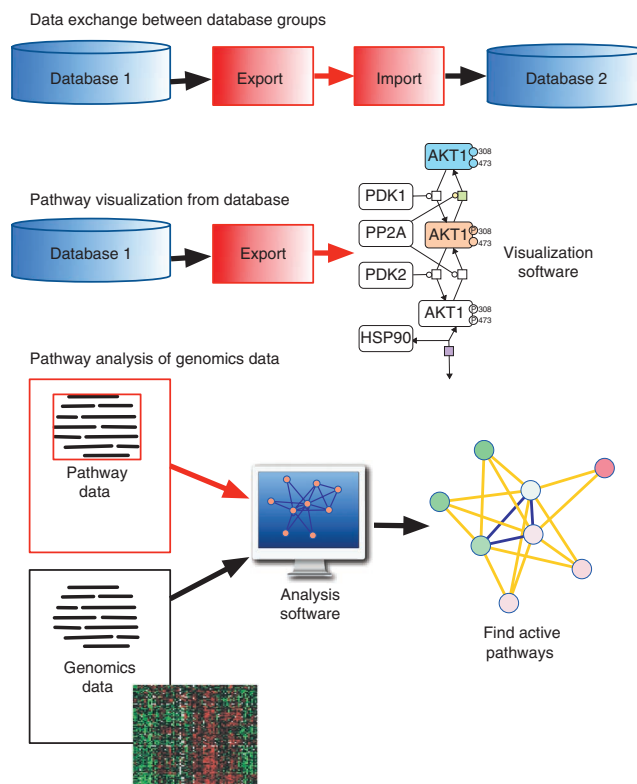 Data exchange between database groups
Database 1
Export
Import
Database 2
Pathway visualization from database
Database 1
Export
AKT1
308
473
PDK1
PP2A
AKT1
P 308
473
PDK2
AKT1
P 308
P 473
HSP90
Visualization
software
Pathway analysis of genomics data
Pathway
data
Genomics
data
Analysis
software
Find active
pathways